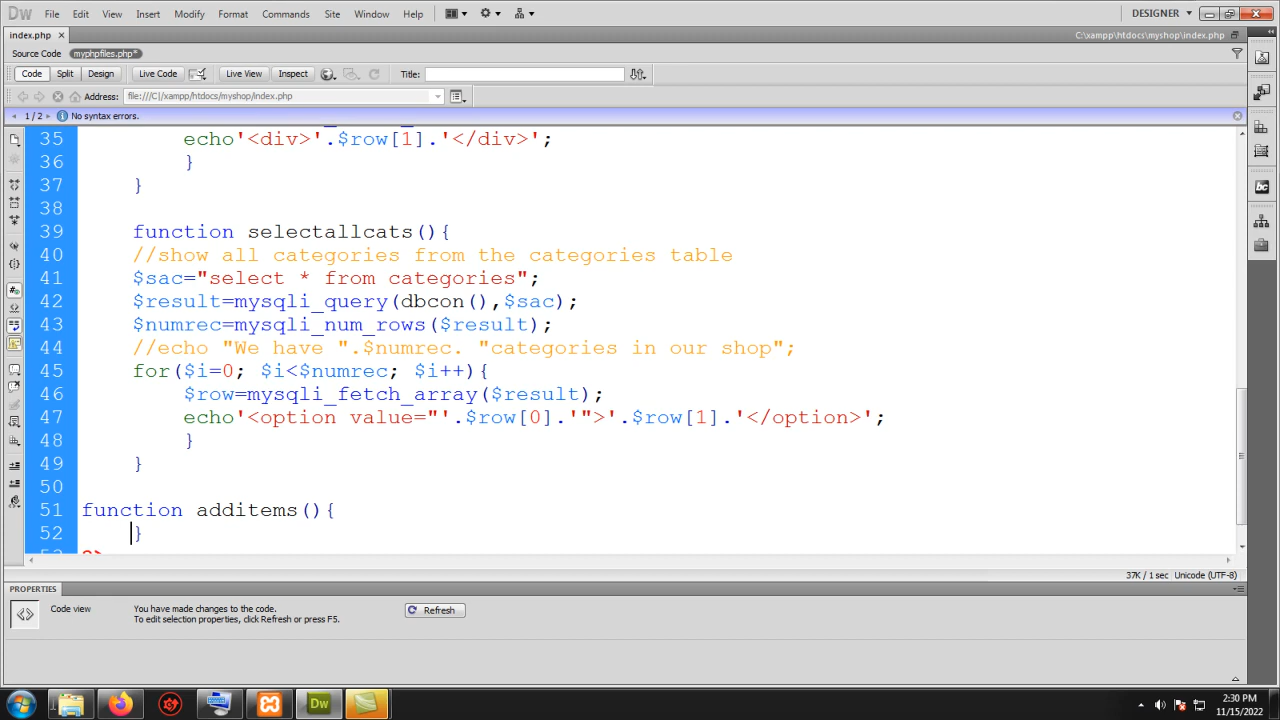 Dw File Edit View Insert Modify Format Commands Site Window Help DESIGNER
index.php C:\xampp\htdocs\myshop\index.php
Source Code myphpfiles.php*
Code Split Design Live Code Live View Inspect Title:
Address: file:///C|/xampp/htdocs/myshop/index.php
1 / 2 No syntax errors.
35 echo'<div>'.$row[1].'</div>';
36 }
37 }
38
39 function selectallcats(){
40 //show all categories from the categories table
41 $sac="select * from categories";
42 $result=mysqli_query(dbcon(),$sac);
43 $numrec=mysqli_num_rows($result);
44 //echo "We have ".$numrec. "categories in our shop";
45 for($i=0; $i<$numrec; $i++){
46 $row=mysqli_fetch_array($result);
47 echo'<option value="'.$row[0].'">'.$row[1].'</option>';
48 }
49 }
50
51 function additems(){
52 }
53 ?>
37K / 1 sec Unicode (UTF-8)
PROPERTIES
Code view You have made changes to the code. Refresh
To edit selection properties, click Refresh or press F5.
Dw 2:30 PM
11/15/2022